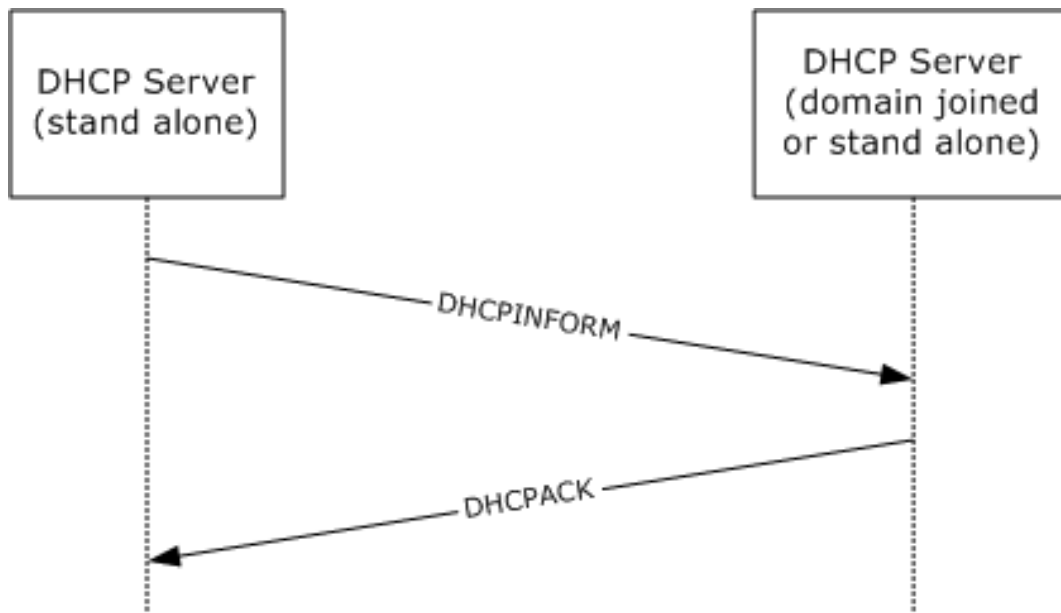 DHCP Server
(stand alone)
DHCP Server
(domain joined
or stand alone)
DHCPINFORM
DHCPACK